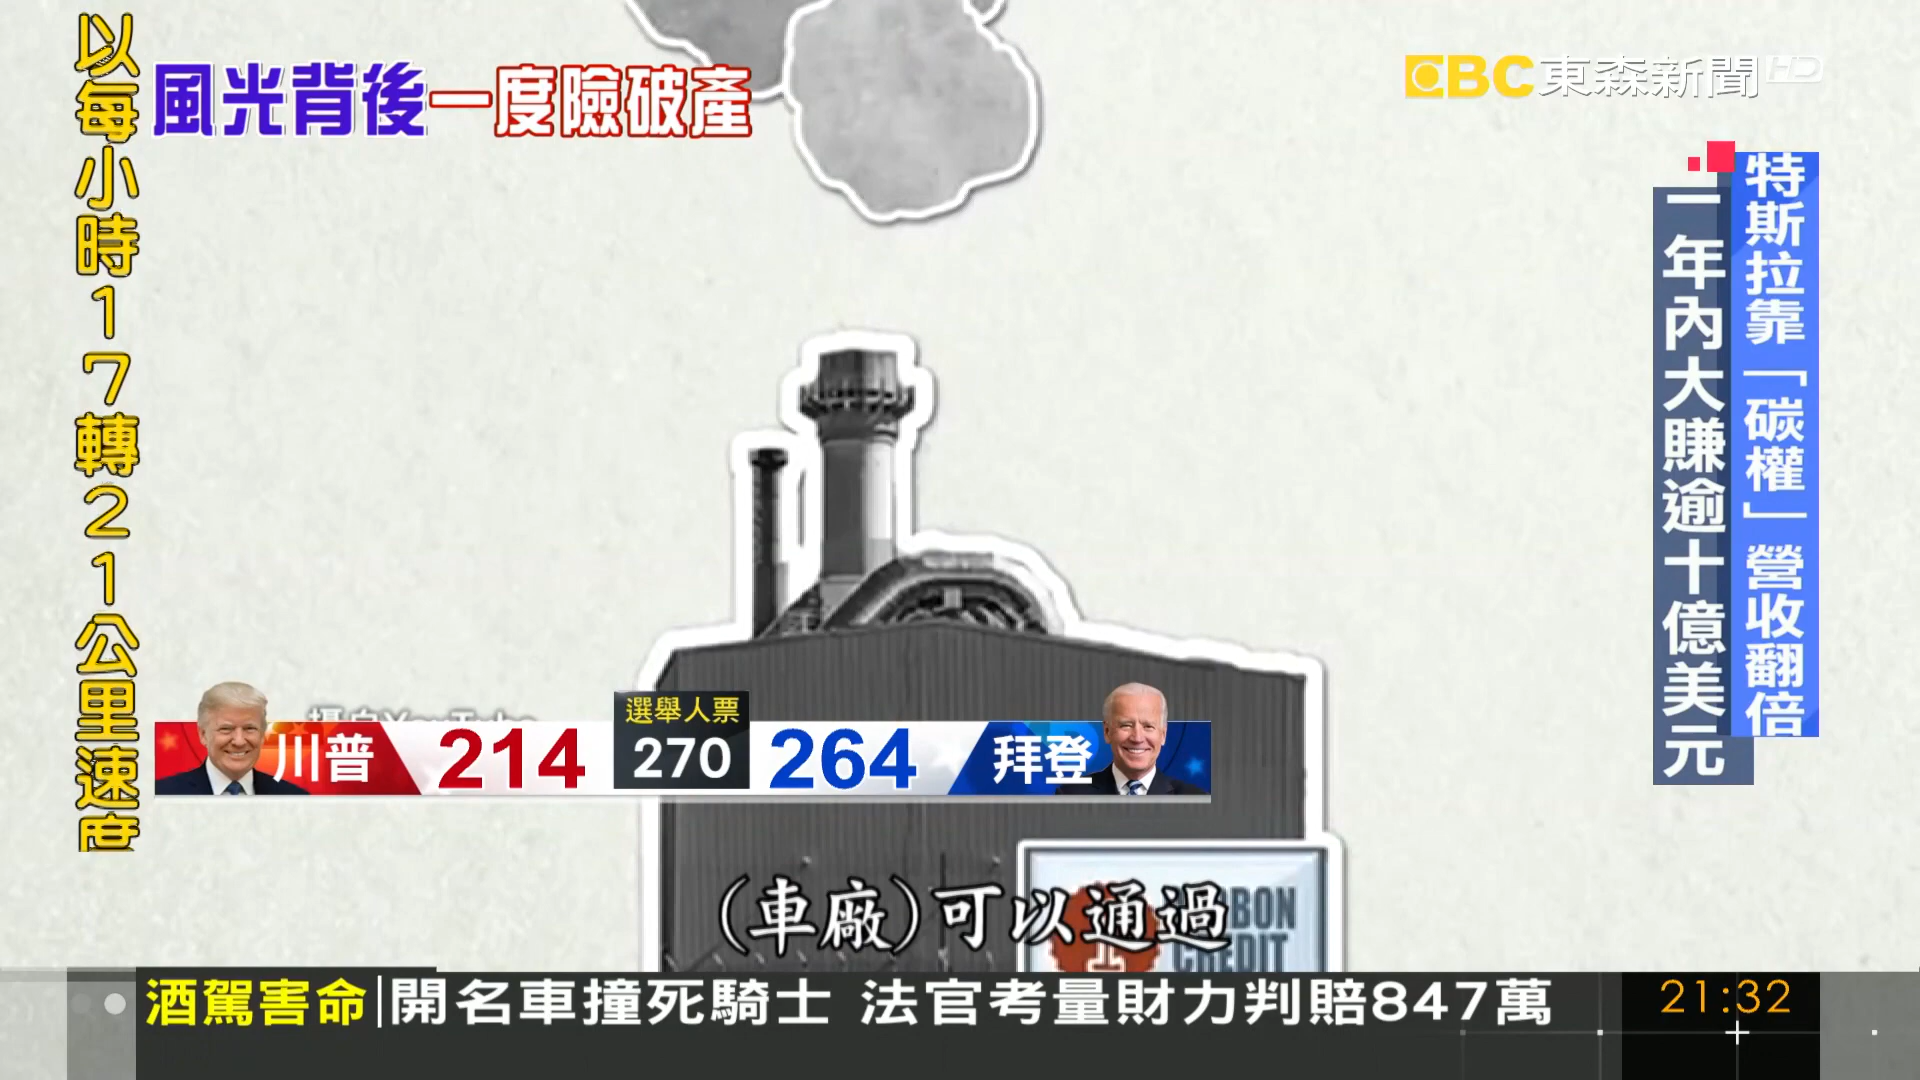 以每小時17轉21公里速度
風光背後一度險破產
EBC東森新聞HD
特斯拉靠「碳權」營收翻倍
一年內大賺逾十億美元
川普
214
選舉人票
270
264
拜登
BON
CREDIT
(車廠)可以通過
酒駕害命
開名車撞死騎士 法官考量財力判賠847萬
21:32